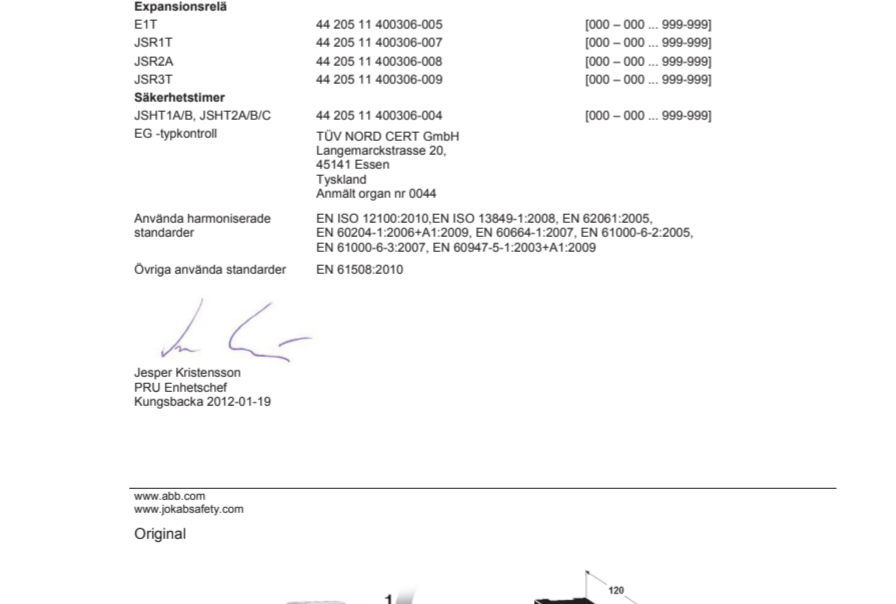 Expansionsrelä
E1T 44 205 11 400306-005 [000 – 000 ... 999-999]
JSR1T 44 205 11 400306-007 [000 – 000 ... 999-999]
JSR2A 44 205 11 400306-008 [000 – 000 ... 999-999]
JSR3T 44 205 11 400306-009 [000 – 000 ... 999-999]
Säkerhetstimer
JSHT1A/B, JSHT2A/B/C 44 205 11 400306-004 [000 – 000 ... 999-999]
EG -typkontroll TÜV NORD CERT GmbH
Langemarckstrasse 20,
45141 Essen
Tyskland
Anmält organ nr 0044
Använda harmoniserade EN ISO 12100:2010,EN ISO 13849-1:2008, EN 62061:2005,
standarder EN 60204-1:2006+A1:2009, EN 60664-1:2007, EN 61000-6-2:2005,
EN 61000-6-3:2007, EN 60947-5-1:2003+A1:2009
Övriga använda standarder EN 61508:2010
Jesper Kristensson
PRU Enhetschef
Kungsbacka 2012-01-19
www.abb.com
www.jokabsafety.com
Original
1
120